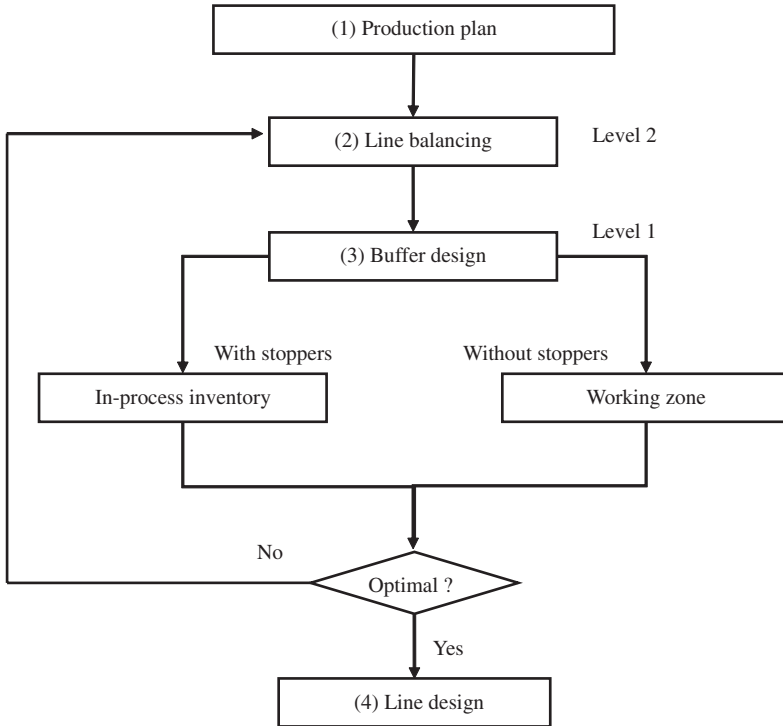 (1) Production plan
(2) Line balancing
Level 2
(3) Buffer design
Level 1
With stoppers
Without stoppers
In-process inventory
Working zone
No
Optimal ?
Yes
(4) Line design